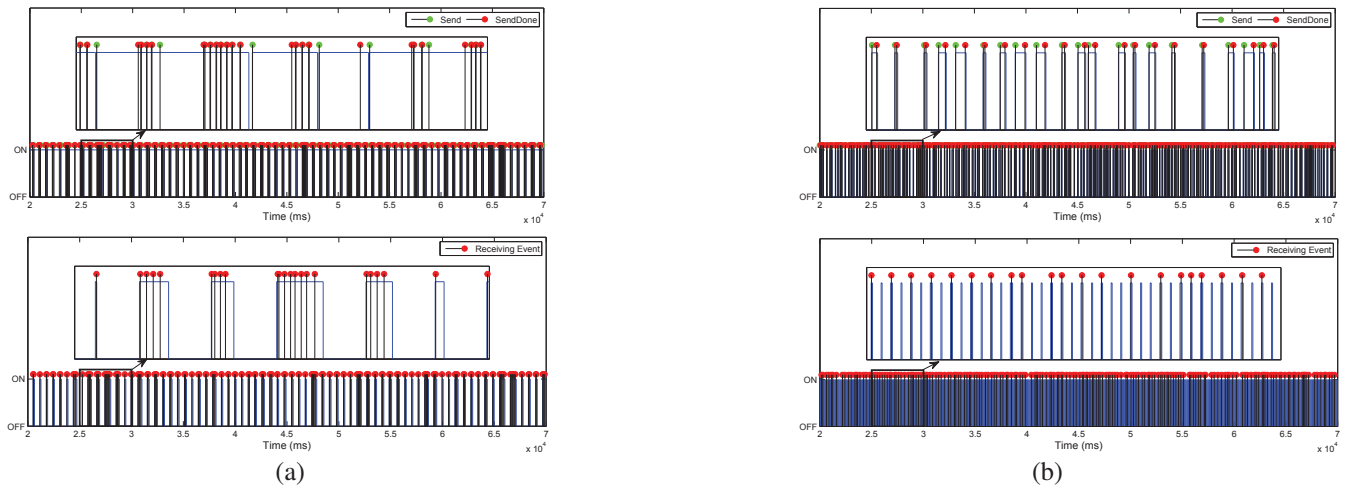 Send SendDone
ON
OFF
2 2.5 3 3.5 4 4.5 5 5.5 6 6.5 7
Time (ms)
x 10^4
Receiving Event
ON
OFF
2 2.5 3 3.5 4 4.5 5 5.5 6 6.5 7
Time (ms)
x 10^4
(a)
Send SendDone
ON
OFF
2 2.5 3 3.5 4 4.5 5 5.5 6 6.5 7
Time (ms)
x 10^4
Receiving Event
ON
OFF
2 2.5 3 3.5 4 4.5 5 5.5 6 6.5 7
Time (ms)
x 10^4
(b)